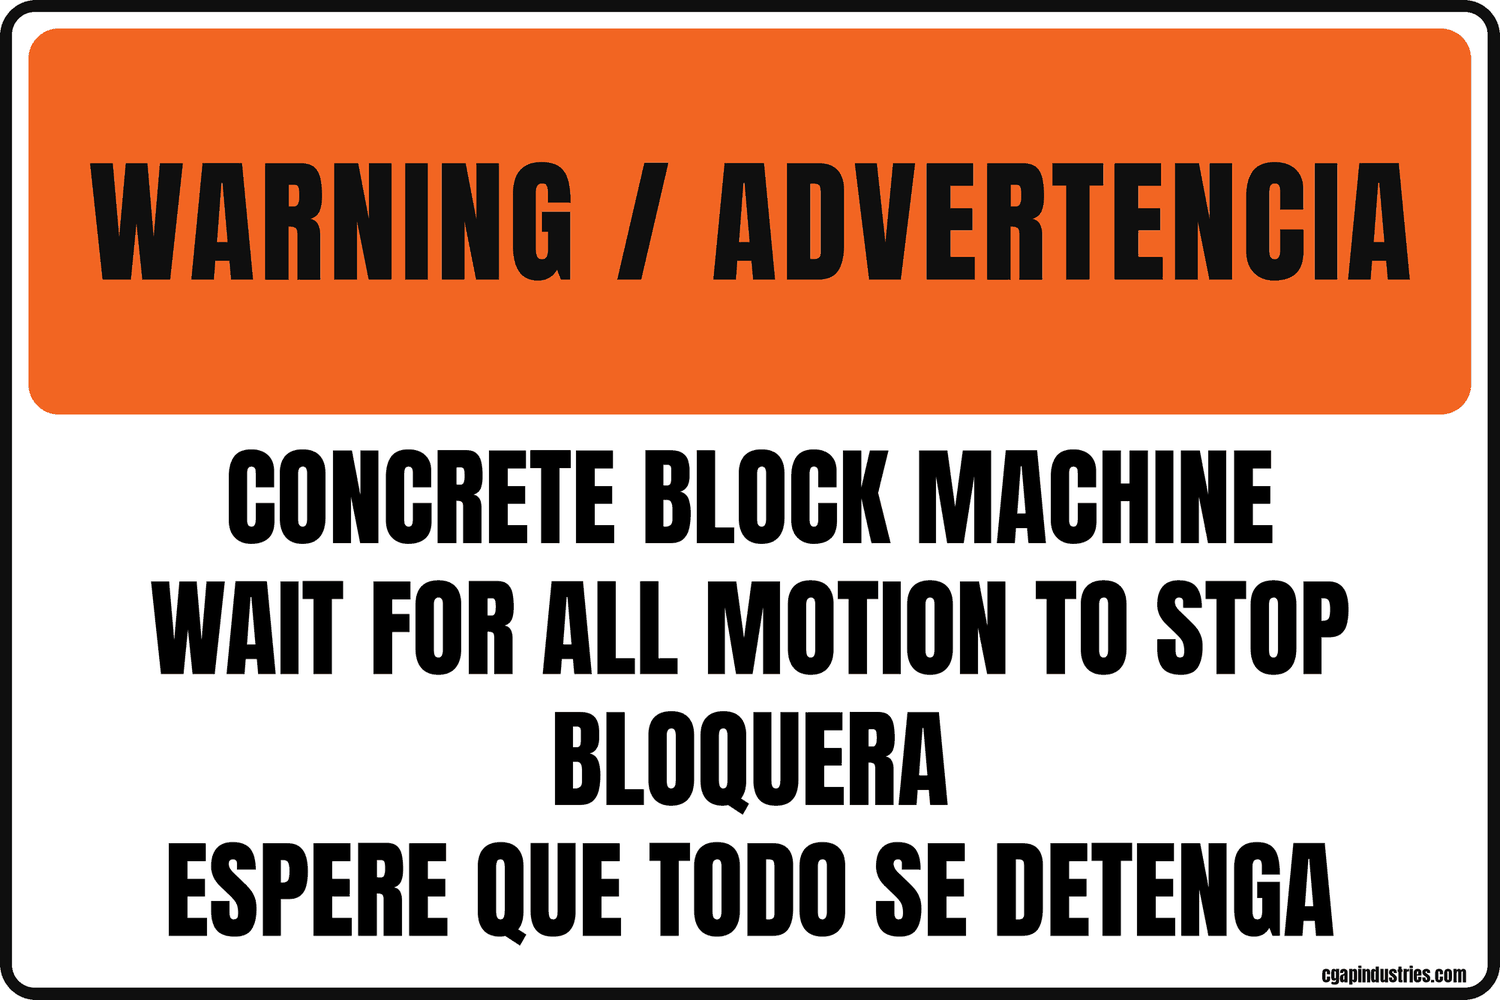 WARNING / ADVERTENCIA
CONCRETE BLOCK MACHINE
WAIT FOR ALL MOTION TO STOP
BLOQUERA
ESPERE QUE TODO SE DETENGA
cgapindustries.com